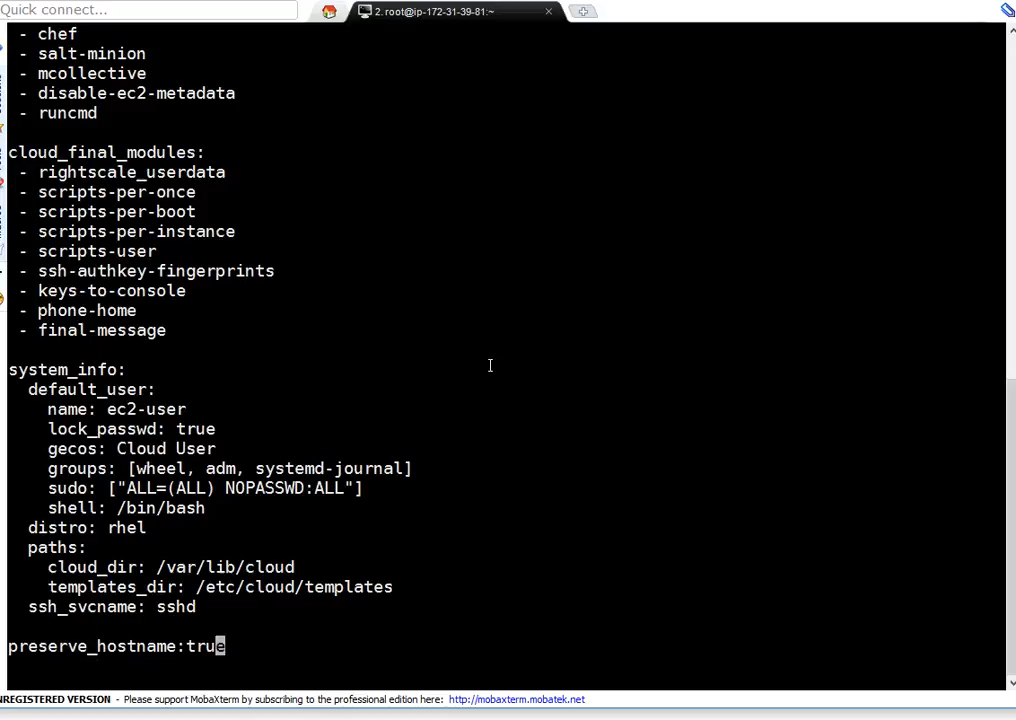 Quick connect...
2. root@ip-172-31-39-81:~
- chef
- salt-minion
- mcollective
- disable-ec2-metadata
- runcmd
cloud_final_modules:
- rightscale_userdata
- scripts-per-once
- scripts-per-boot
- scripts-per-instance
- scripts-user
- ssh-authkey-fingerprints
- keys-to-console
- phone-home
- final-message
system_info:
default_user:
name: ec2-user
lock_passwd: true
gecos: Cloud User
groups: [wheel, adm, systemd-journal]
sudo: ["ALL=(ALL) NOPASSWD:ALL"]
shell: /bin/bash
distro: rhel
paths:
cloud_dir: /var/lib/cloud
templates_dir: /etc/cloud/templates
ssh_svcname: sshd
preserve_hostname:true
NREGISTERED VERSION - Please support MobaXterm by subscribing to the professional edition here: http://mobaxterm.mobatek.net